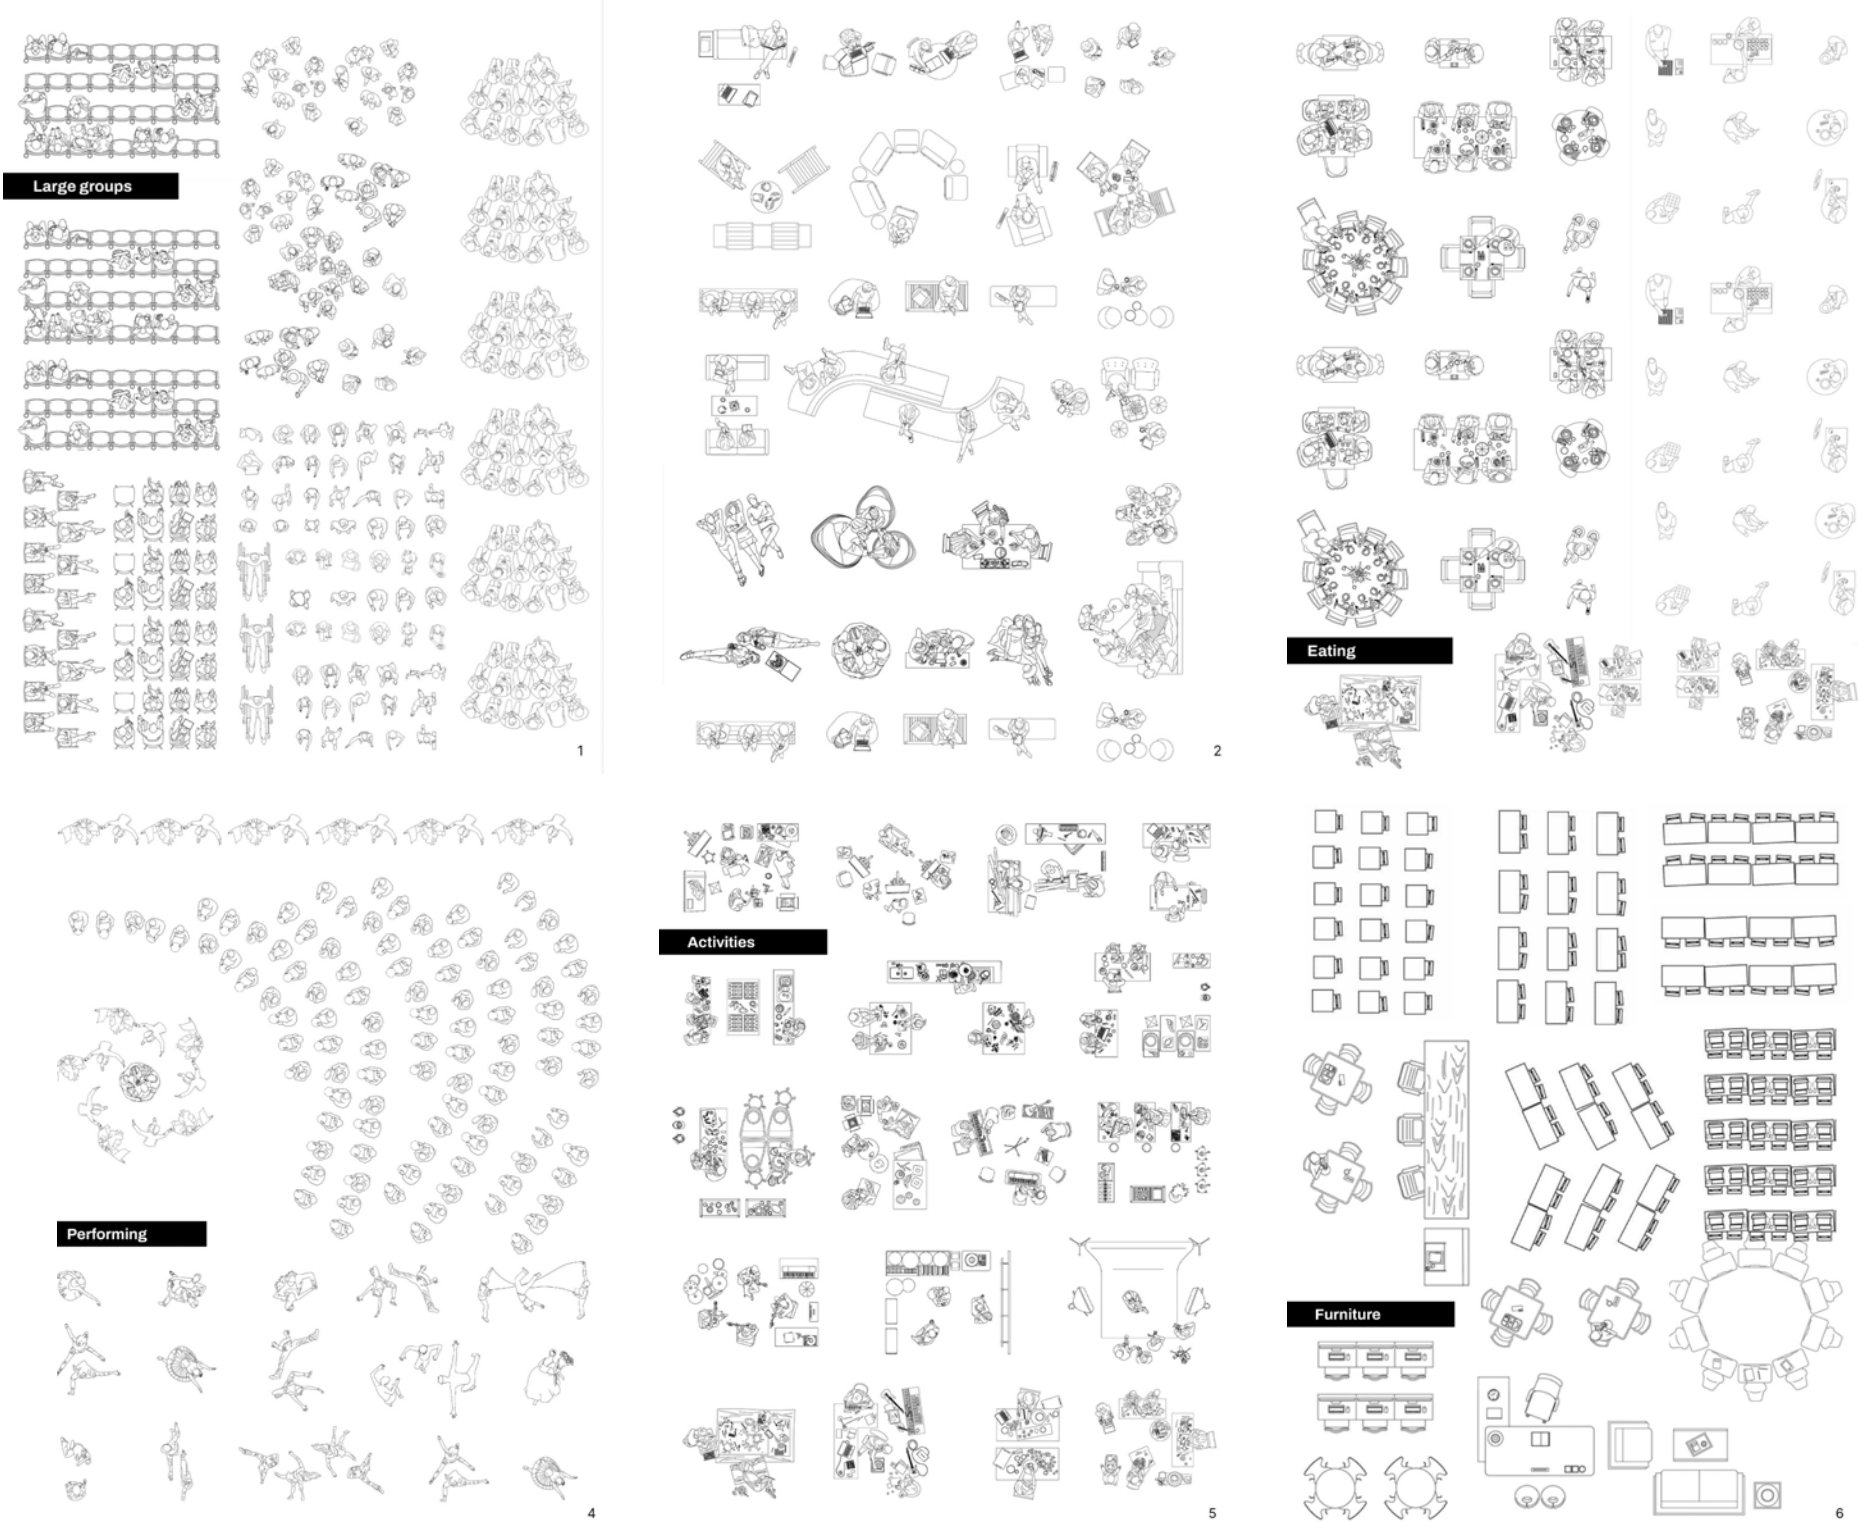 Large groups
1
2
Eating
Performing
4
Activities
5
Furniture
6